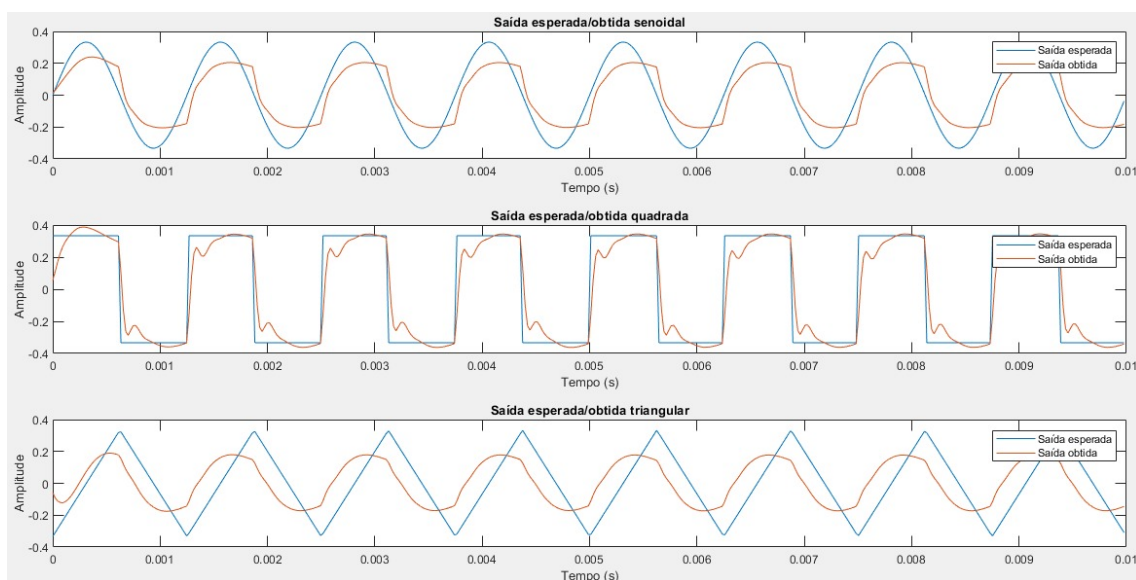 Saída esperada/obtida senoidal
0.4
0.2
0
-0.2
-0.4
Amplitude
Saída esperada
Saída obtida
0 0.001 0.002 0.003 0.004 0.005 0.006 0.007 0.008 0.009 0.01
Tempo (s)
Saída esperada/obtida quadrada
0.4
0.2
0
-0.2
-0.4
Amplitude
Saída esperada
Saída obtida
0 0.001 0.002 0.003 0.004 0.005 0.006 0.007 0.008 0.009 0.01
Tempo (s)
Saída esperada/obtida triangular
0.4
0.2
0
-0.2
-0.4
Amplitude
Saída esperada
Saída obtida
0 0.001 0.002 0.003 0.004 0.005 0.006 0.007 0.008 0.009 0.01
Tempo (s)